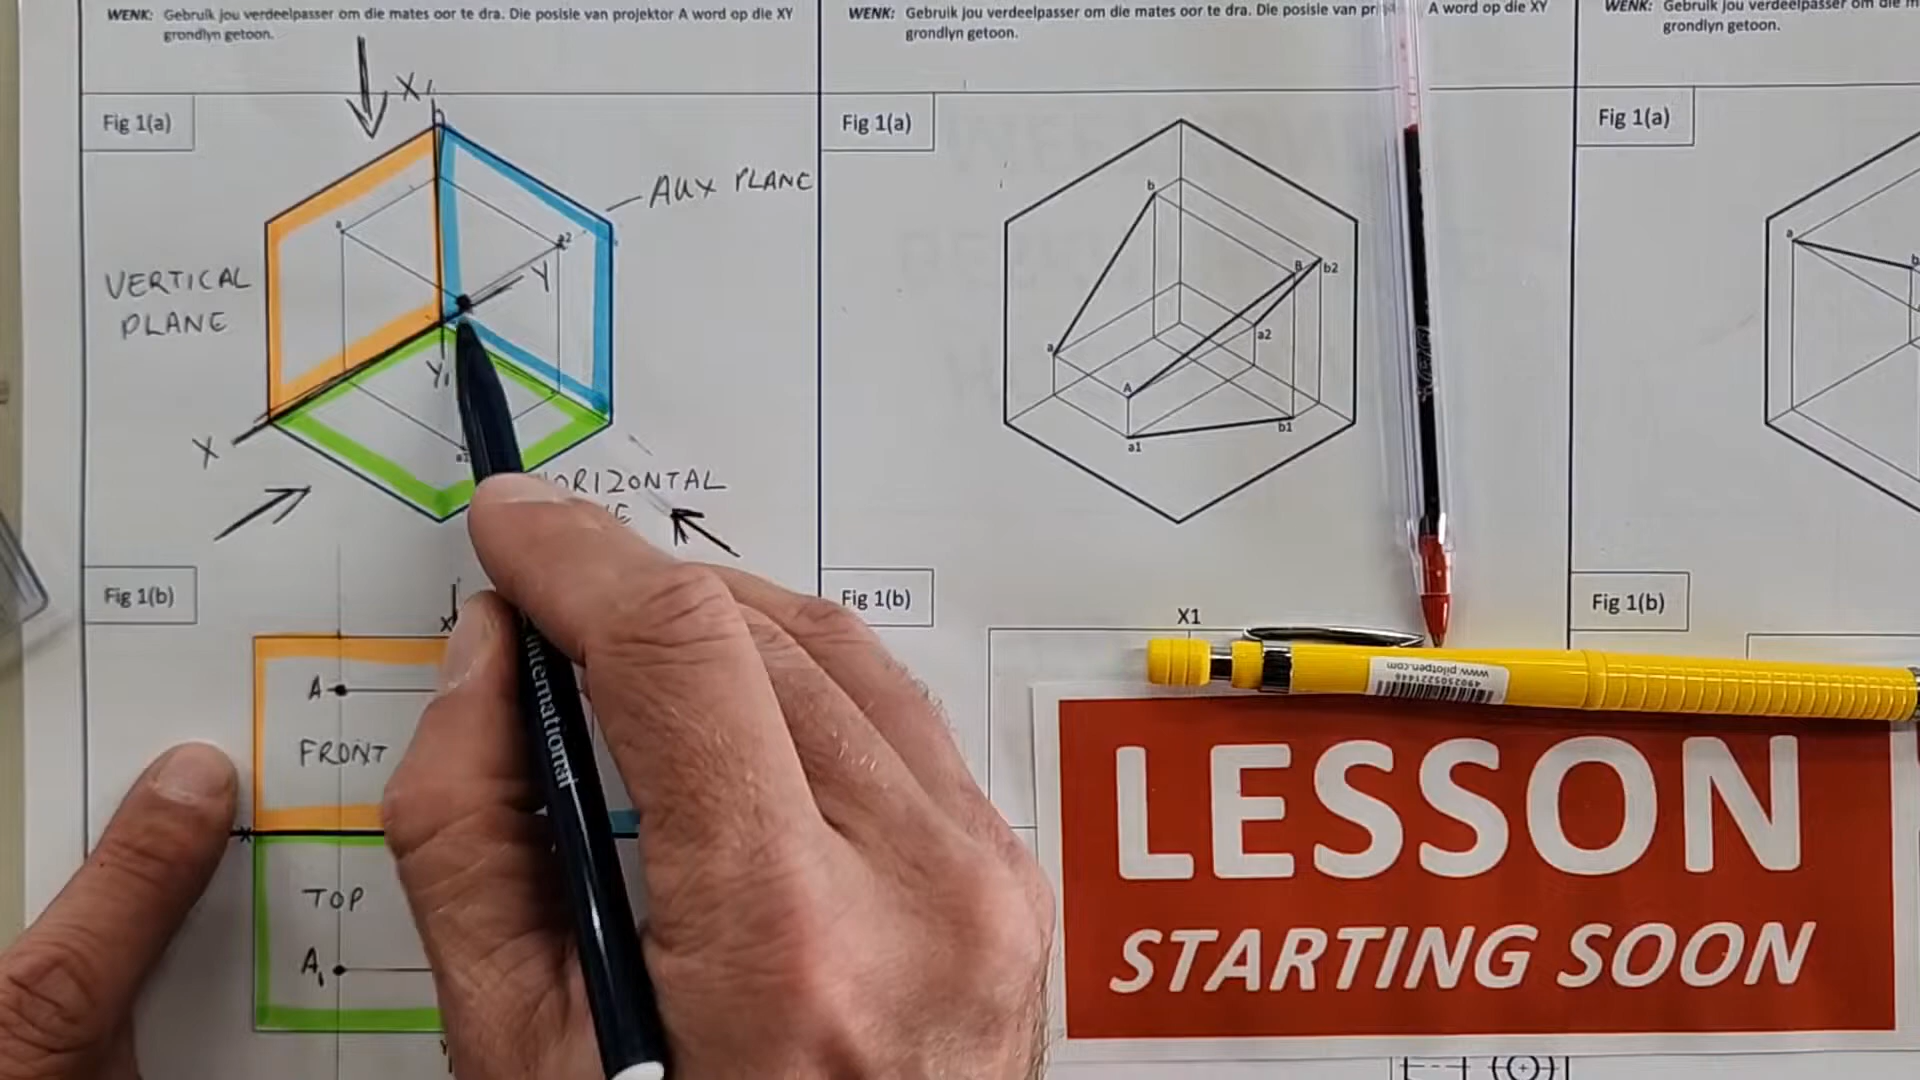 WENK: Gebruik jou verdeelpasser om die mates oor te dra. Die posisie van projektor A word op die XY
grondlyn getoon.
Fig 1(a)
X1
AUX PLANE
a
a2
Y
VERTICAL
PLANE
Y1
X
Fig 1(b)
X
A
FRONT
X
TOP
A1
International
WENK: Gebruik jou verdeelpasser om die mates oor te dra. Die posisie van A word op die XY
grondlyn getoon.
Fig 1(a)
b
B
b2
a2
a
A
b1
a1
Fig 1(b)
X1
www.pilotpen.com
4902505221446
LESSON
STARTING SOON
WENK: Gebruik jou verdeelpasser om die
grondlyn getoon.
Fig 1(a)
a
b
Fig 1(b)